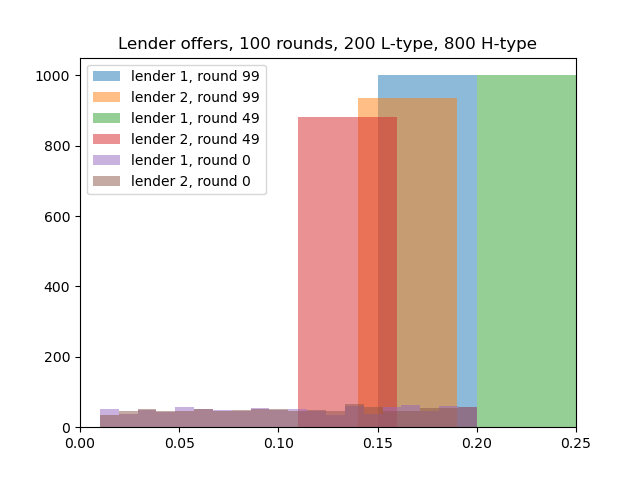 Lender offers, 100 rounds, 200 L-type, 800 H-type
1000
800
600
400
200
0
lender 1, round 99
lender 2, round 99
lender 1, round 49
lender 2, round 49
lender 1, round 0
lender 2, round 0
0.00 0.05 0.10 0.15 0.20 0.25